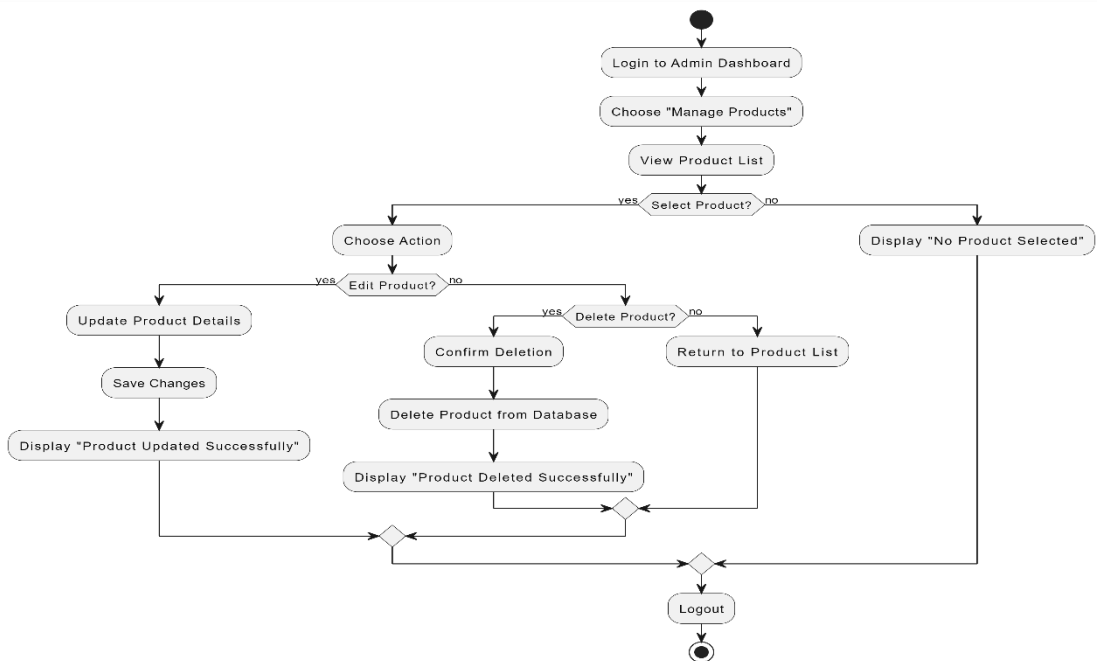 Login to Admin Dashboard
Choose "Manage Products"
View Product List
yes
Select Product?
no
Choose Action
Display "No Product Selected"
yes
Edit Product?
no
Update Product Details
yes
Delete Product?
no
Confirm Deletion
Return to Product List
Save Changes
Delete Product from Database
Display "Product Updated Successfully"
Display "Product Deleted Successfully"
Logout